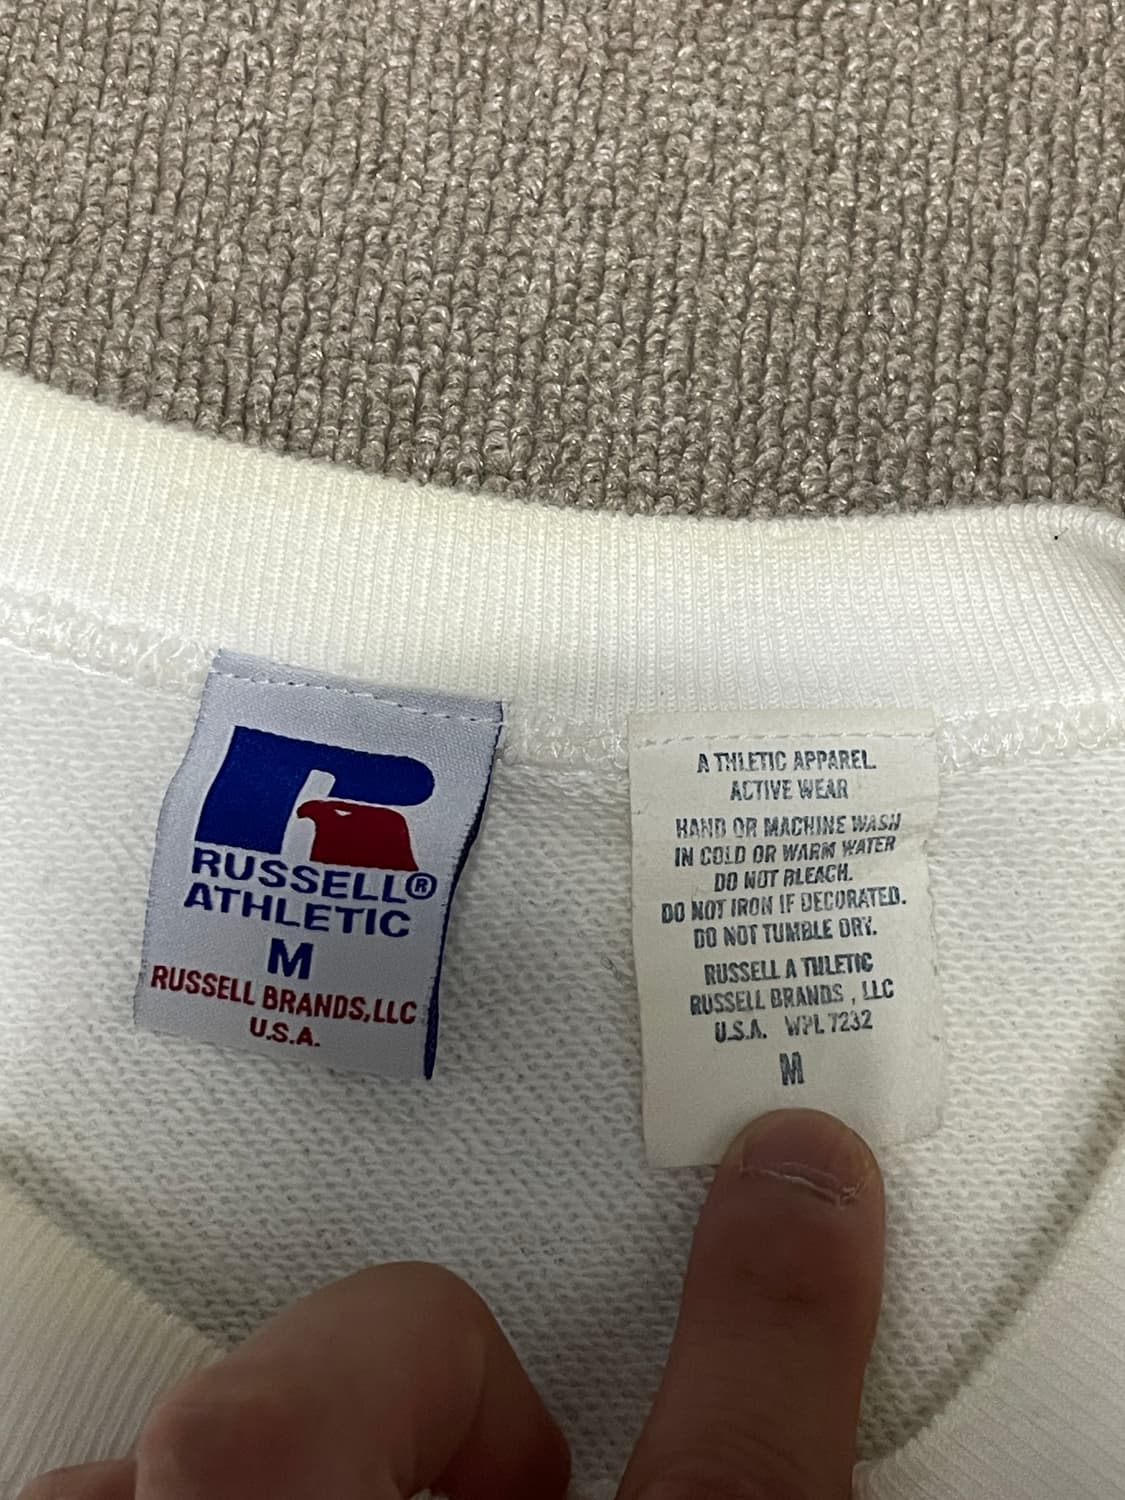 RUSSELL®
ATHLETIC
M
RUSSELL BRANDS,LLC
U.S.A.
A THLETIC APPAREL.
ACTIVE WEAR
HAND OR MACHINE WASH
IN COLD OR WARM WATER
DO NOT BLEACH.
DO NOT IRON IF DECORATED.
DO NOT TUMBLE DRY.
RUSSELL A THLETIC
RUSSELL BRANDS , LLC
U.S.A. WPL 7232
M